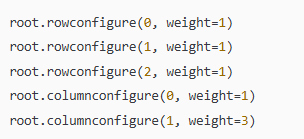 root.rowconfigure(0, weight=1)
root.rowconfigure(1, weight=1)
root.rowconfigure(2, weight=1)
root.columnconfigure(0, weight=1)
root.columnconfigure(1, weight=3)